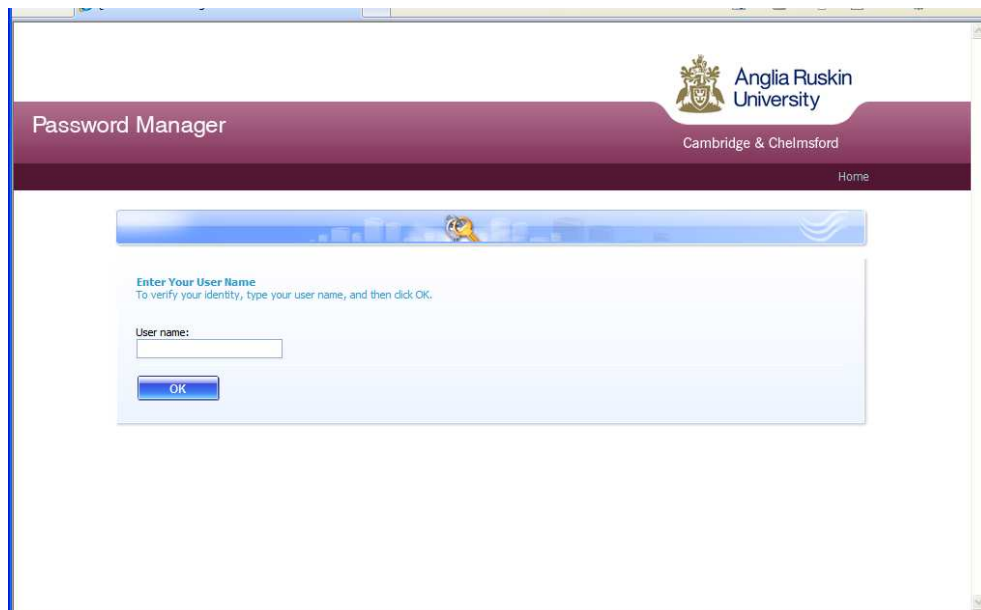 Anglia Ruskin
University
Password Manager
Cambridge & Chelmsford
Home
Enter Your User Name
To verify your identity, type your user name, and then click OK.
User name:
OK